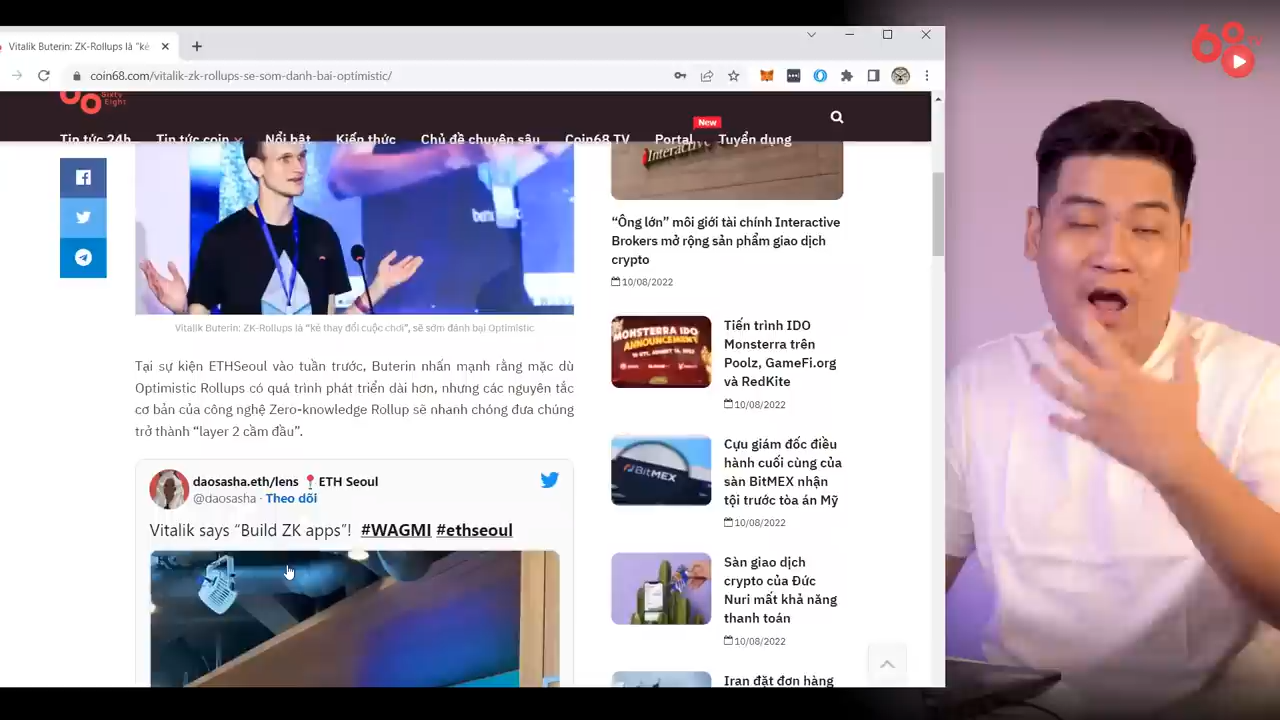 Vitalik Buterin: ZK-Rollups là "kẻ
coin68.com/vitalik-zk-rollups-se-som-danh-bai-optimistic/
68 TV
Sixty
Eight
New
Tin tức 24h Tin tức coin Nổi bật Kiến thức Chủ đề chuyên sâu Coin68 TV Portal Tuyển dụng
Vitalik Buterin: ZK-Rollups là "kẻ thay đổi cuộc chơi", sẽ sớm đánh bại Optimistic
Tại sự kiện ETHSeoul vào tuần trước, Buterin nhấn mạnh rằng mặc dù
Optimistic Rollups có quá trình phát triển dài hơn, nhưng các nguyên tắc
cơ bản của công nghệ Zero-knowledge Rollup sẽ nhanh chóng đưa chúng
trở thành "layer 2 cầm đầu".
daosasha.eth/lens 📍 ETH Seoul
@daosasha · Theo dõi
Vitalik says "Build ZK apps"! #WAGMI #ethseoul
Interactive
"Ông lớn" môi giới tài chính Interactive
Brokers mở rộng sản phẩm giao dịch
crypto
10/08/2022
MONSTERRA IDO
ANNOUNCEMENT
Tiến trình IDO
Monsterra trên
Poolz, GameFi.org
và RedKite
10/08/2022
BitMEX
Cựu giám đốc điều
hành cuối cùng của
sàn BitMEX nhận
tội trước tòa án Mỹ
10/08/2022
Sàn giao dịch
crypto của Đức
Nuri mất khả năng
thanh toán
10/08/2022
Iran đặt đơn hàng